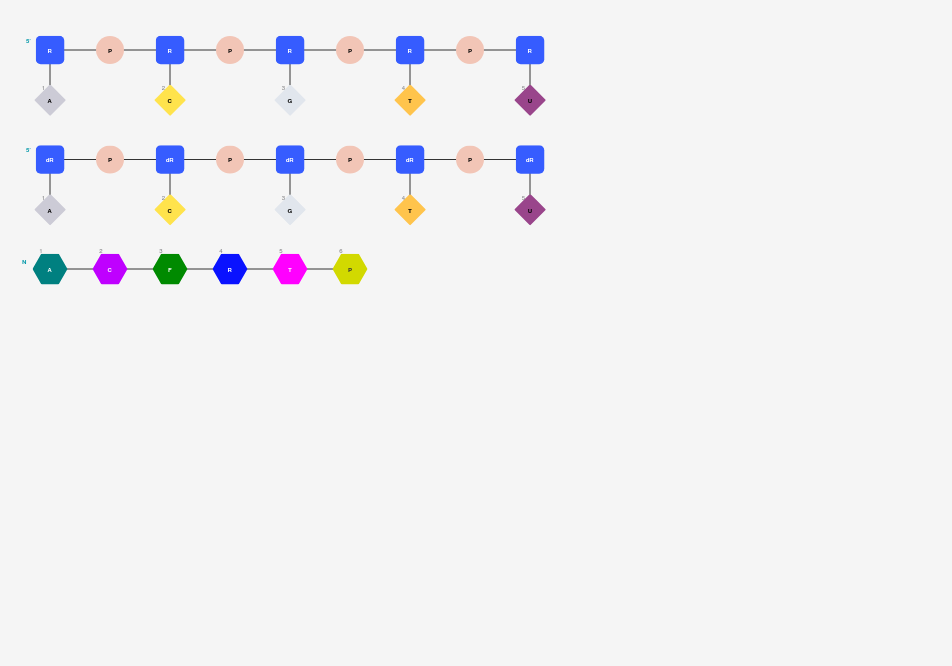 5' R P R P R P R P R
1 2 3 4 5
A C G T U
5' dR P dR P dR P dR P dR
1 2 3 4 5
A C G T U
1 2 3 4 5 6
N A C F R T P